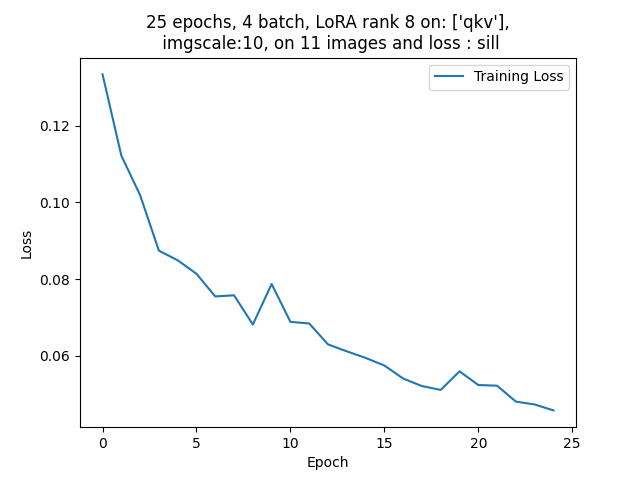 25 epochs, 4 batch, LoRA rank 8 on: ['qkv'],
imgscale:10, on 11 images and loss : sill
Training Loss
0.12
0.10
0.08
0.06
Loss
0 5 10 15 20 25
Epoch